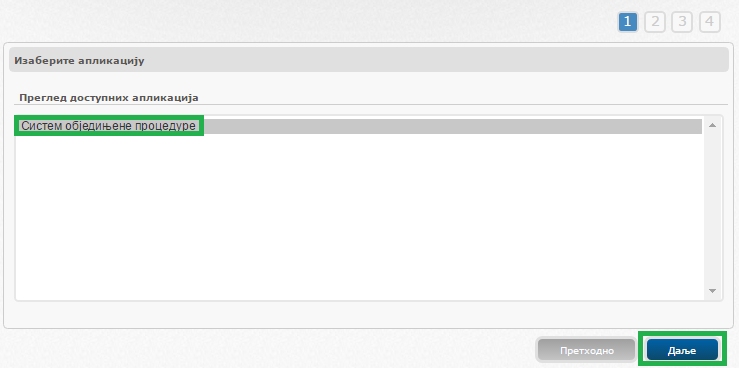 1 2 3 4
Изаберите апликацију
Преглед доступних апликација
Систем обједињене процедуре
Претходно Даље